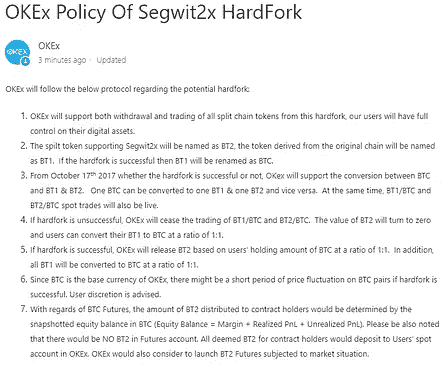 OKEx Policy Of Segwit2x HardFork
OKEx
OKEx
3 minutes ago · Updated
OKEx will follow the below protocol regarding the potential hardfork:
1. OKEx will support both withdrawal and trading of all split chain tokens from this hardfork, our users will have full
control on their digital assets.
2. The spilt token supporting Segwit2x will be named as BT2, the token derived from the original chain will be named
as BT1. If the hardfork is successful then BT1 will be renamed as BTC.
3. From October 17th 2017 whether the hardfork is successful or not, OKEx will support the conversion between BTC
and BT1 & BT2. One BTC can be converted to one BT1 & one BT2 and vice versa. At the same time, BT1/BTC and
BT2/BTC spot trades will also be live.
4. If hardfork is unsuccessful, OKEx will cease the trading of BT1/BTC and BT2/BTC. The value of BT2 will turn to zero
and users can convert their BT1 to BTC at a ratio of 1:1.
5. If hardfork is successful, OKEx will release BT2 based on users' holding amount of BTC at a ratio of 1:1. In addition,
all BT1 will be converted to BTC at a ratio of 1:1.
6. Since BTC is the base currency of OKEx, there might be a short period of price fluctuation on BTC pairs if hardfork is
successful. User discretion is advised.
7. With regards of BTC Futures, the amount of BT2 distributed to contract holders would be determined by the
snapshotted equity balance in BTC (Equity Balance = Margin + Realized PnL + Unrealized PnL). Please be also noted
that there would be NO BT2 in Futures account. All deemed BT2 for contract holders would deposit to Users' spot
account in OKEx. OKEx would also consider to launch BT2 Futures subjected to market situation.